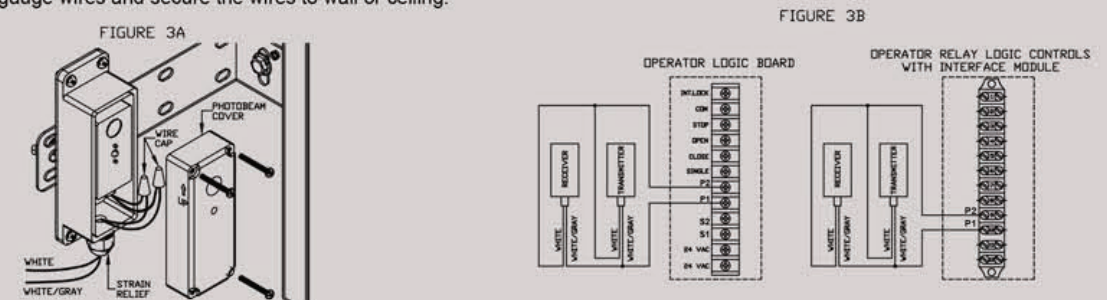 gauge wires and secure the wires to wall or ceiling.
FIGURE 3A
PHOTOBEAM
COVER
WIRE
CAP
WHITE
WHITE/GRAY
STRAIN
RELIEF
FIGURE 3B
OPERATOR LOGIC BOARD
INT.LOCK
COM
STOP
OPEN
CLOSE
SINGLE
P2
P1
S2
S1
24 VAC
24 VAC
RECEIVER
TRANSMITTER
WHITE
WHITE/GRAY
WHITE
WHITE/GRAY
OPERATOR RELAY LOGIC CONTROLS
WITH INTERFACE MODULE
RECEIVER
TRANSMITTER
P2
P1
WHITE
WHITE/GRAY
WHITE
WHITE/GRAY